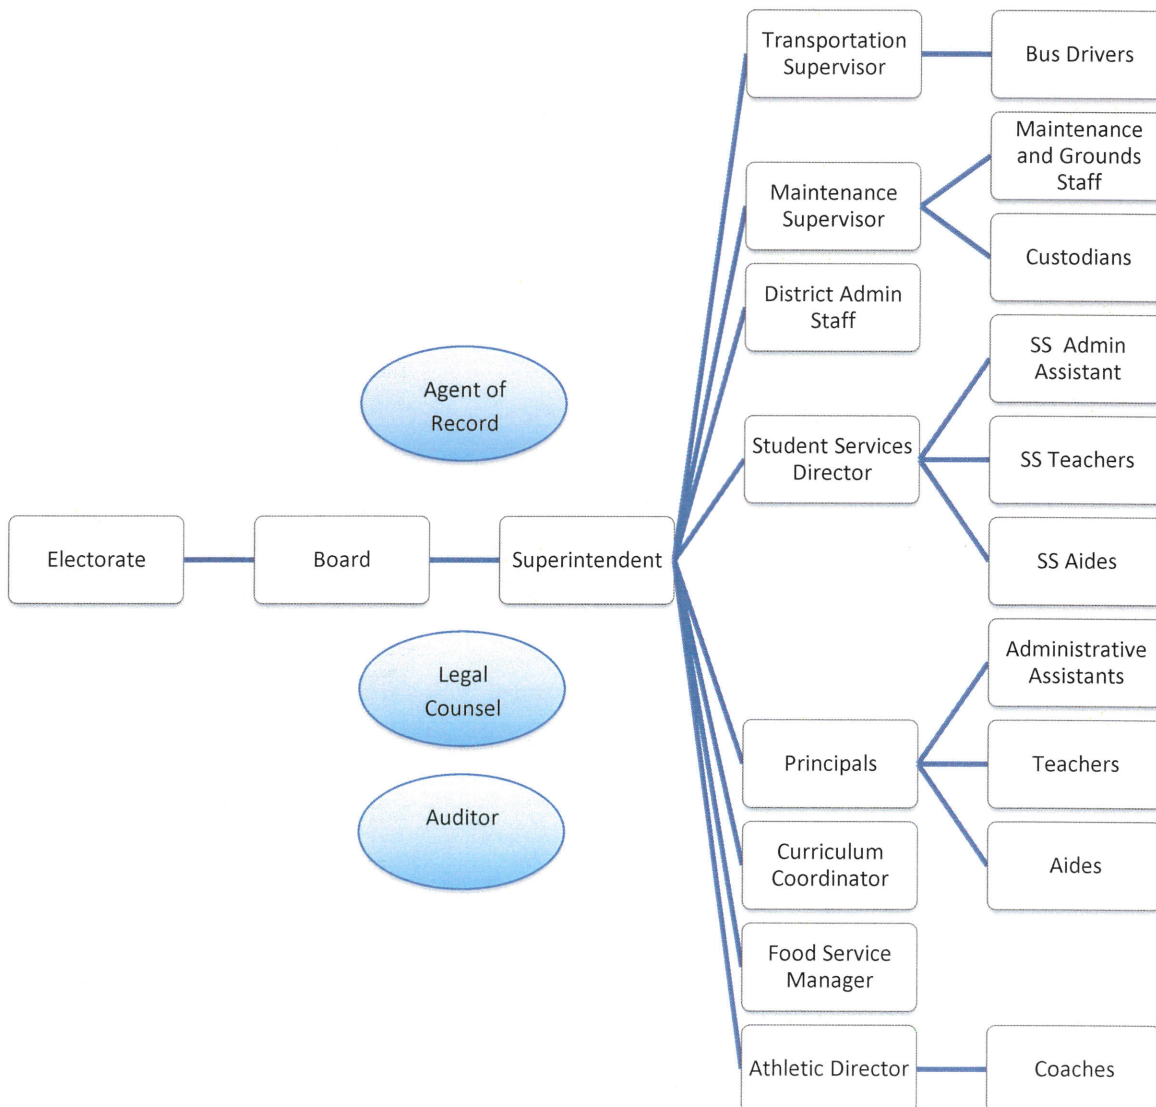 Transportation
Supervisor
Bus Drivers
Maintenance
and Grounds
Staff
Maintenance
Supervisor
Custodians
District Admin
Staff
SS Admin
Assistant
Agent of
Record
Student Services
Director
SS Teachers
Electorate
Board
Superintendent
SS Aides
Legal
Counsel
Administrative
Assistants
Principals
Teachers
Auditor
Curriculum
Coordinator
Aides
Food Service
Manager
Athletic Director
Coaches